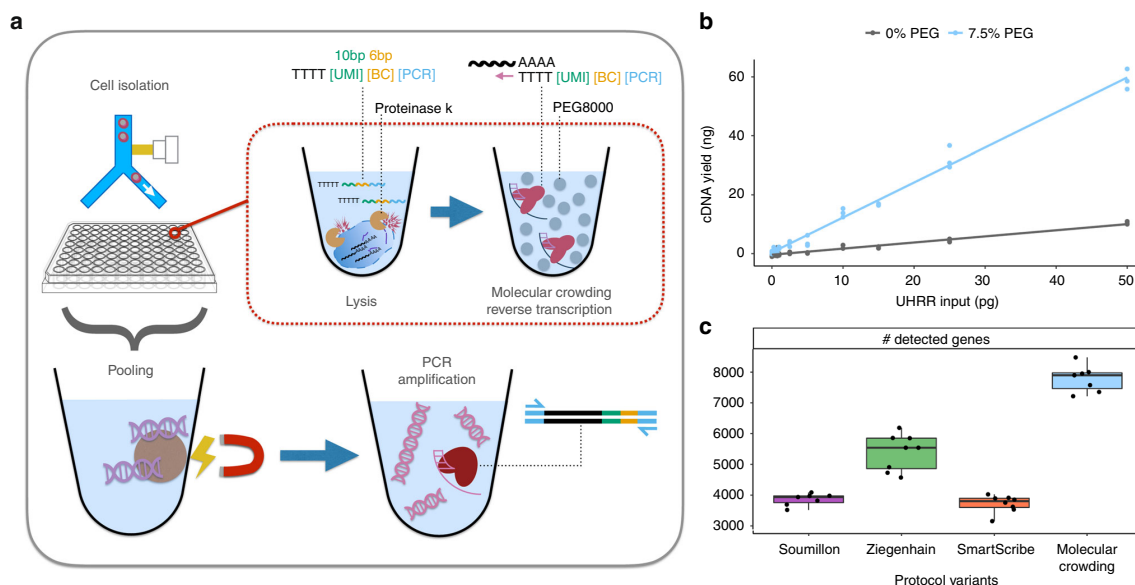 a
Cell isolation
10bp 6bp
TTTT [UMI] [BC] [PCR]
Proteinase k
AAAA
TTTT [UMI] [BC] [PCR]
PEG8000
TTTTT
TTTTT
AAAA
AAAA
Lysis
Molecular crowding
reverse transcription
Pooling
PCR
amplification
b
0% PEG
7.5% PEG
cDNA yield (ng)
60
40
20
0
0
10
20
30
40
50
UHRR input (pg)
c
# detected genes
8000
7000
6000
5000
4000
3000
Soumillon
Ziegenhain
SmartScribe
Molecular
crowding
Protocol variants